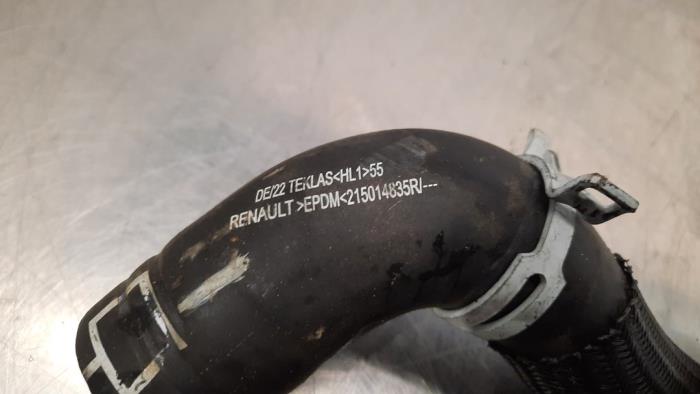 DE/22 TEKLAS<HL1>55
RENAULT >EPDM<215014835R/---